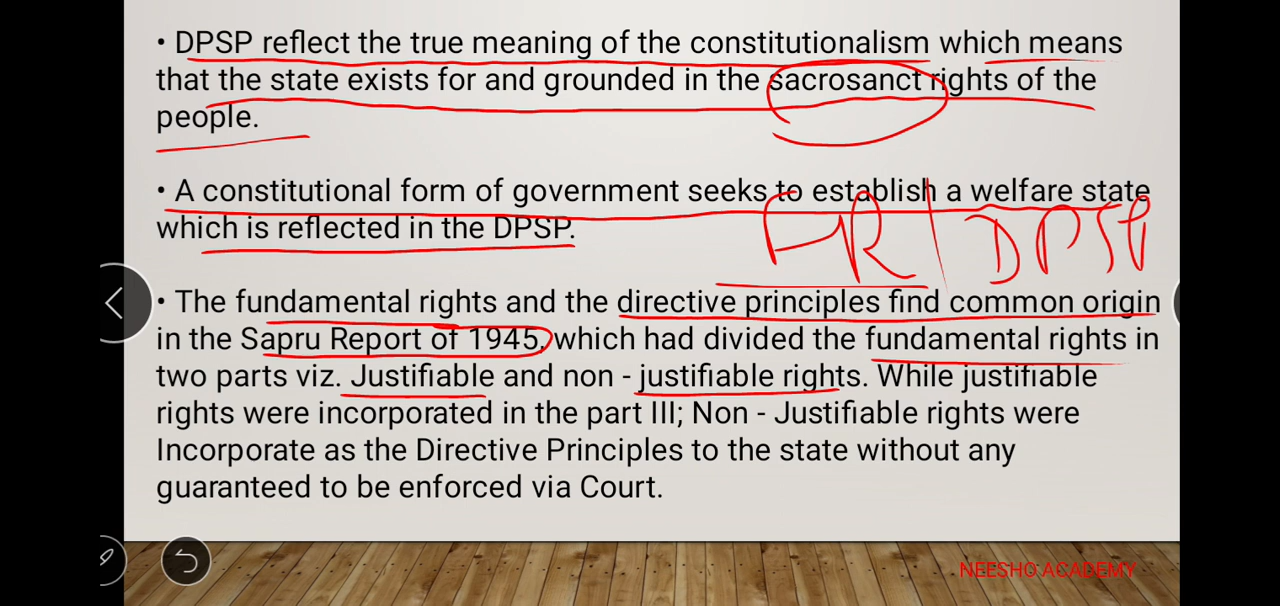 • DPSP reflect the true meaning of the constitutionalism which means
that the state exists for and grounded in the sacrosanct rights of the
people.
• A constitutional form of government seeks to establish a welfare state
which is reflected in the DPSP.
FR | DPSP
• The fundamental rights and the directive principles find common origin
in the Sapru Report of 1945, which had divided the fundamental rights in
two parts viz. Justifiable and non - justifiable rights. While justifiable
rights were incorporated in the part III; Non - Justifiable rights were
Incorporate as the Directive Principles to the state without any
guaranteed to be enforced via Court.
NEESHO ACADEMY